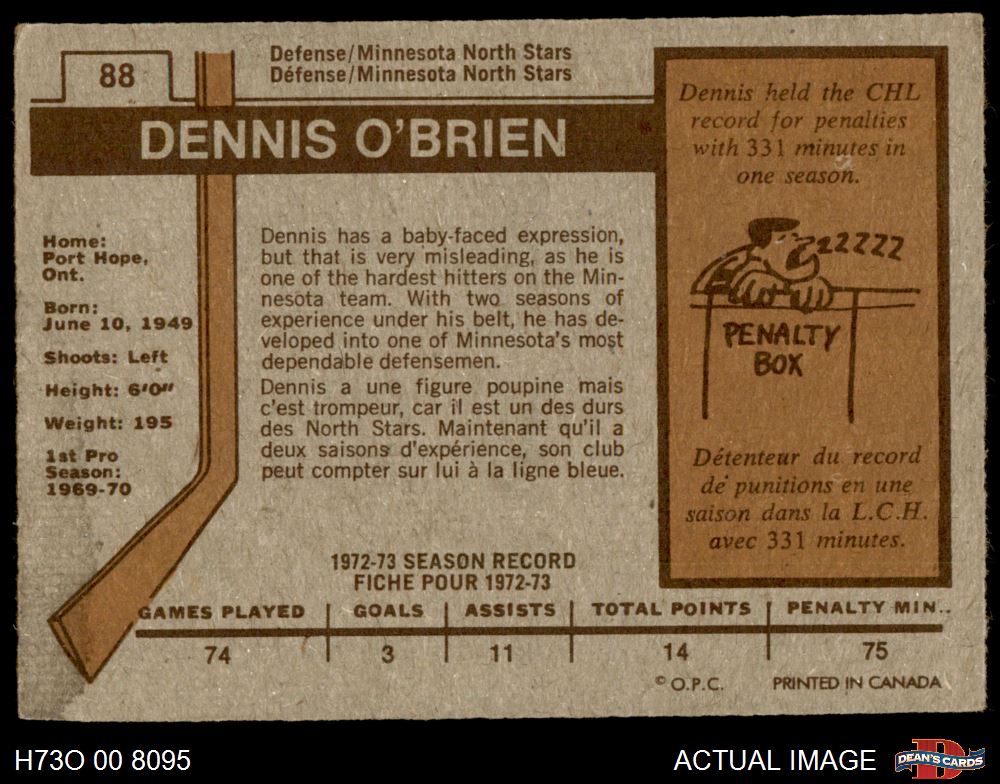 88
Defense/Minnesota North Stars
Défense/Minnesota North Stars
DENNIS O'BRIEN
Home:
Port Hope,
Ont.
Born:
June 10, 1949
Shoots: Left
Height: 6'0"
Weight: 195
1st Pro
Season:
1969-70
Dennis has a baby-faced expression,
but that is very misleading, as he is
one of the hardest hitters on the Min-
nesota team. With two seasons of
experience under his belt, he has de-
veloped into one of Minnesota's most
dependable defensemen.
Dennis a une figure poupine mais
c'est trompeur, car il est un des durs
des North Stars. Maintenant qu'il a
deux saisons d'expérience, son club
peut compter sur lui à la ligne bleue.
Dennis held the CHL
record for penalties
with 331 minutes in
one season.
ZZZZZZ
PENALTY
BOX
Détenteur du record
de punitions en une
saison dans la L.C.H.
avec 331 minutes.
1972-73 SEASON RECORD
FICHE POUR 1972-73
GAMES PLAYED GOALS ASSISTS TOTAL POINTS PENALTY MIN..
74 3 11 14 75
© O.P.C. PRINTED IN CANADA
H73O 00 8095
ACTUAL IMAGE
D
DEAN'S CARDS